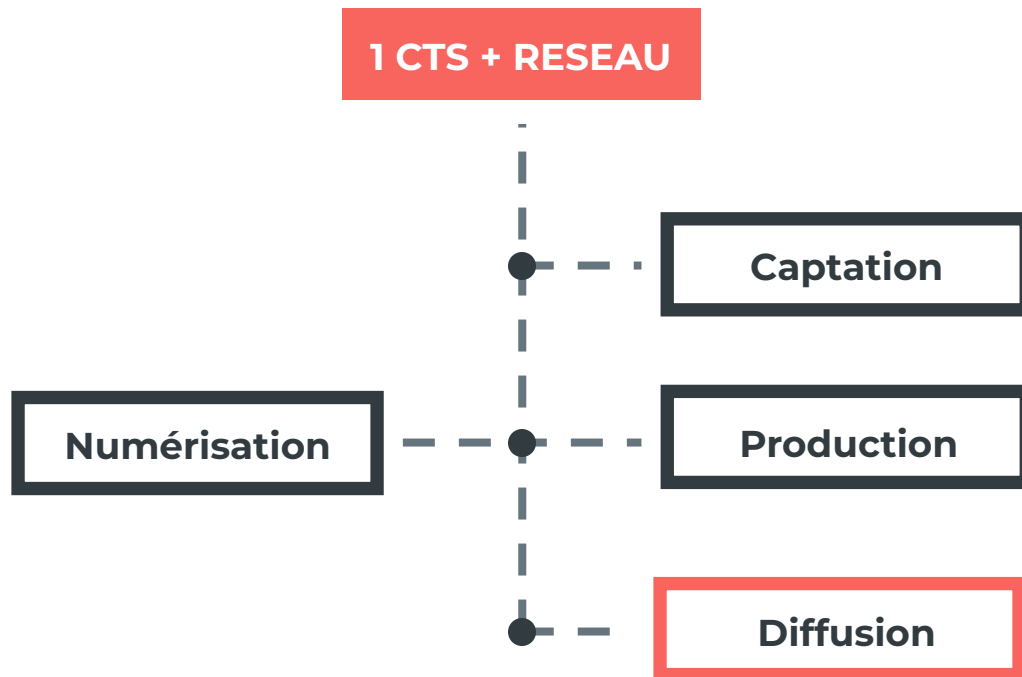 1 CTS + RESEAU
Captation
Numérisation
Production
Diffusion